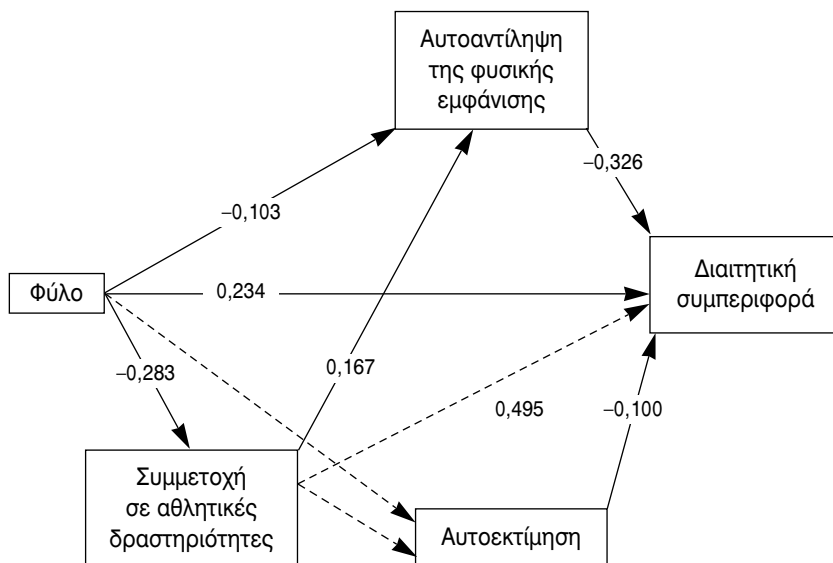 Αυτοαντίληψη
της φυσικής
εμφάνισης
–0,326
–0,103
Διαιτητική
συμπεριφορά
Φύλο
0,234
–0,283
0,167
0,495
–0,100
Συμμετοχή
σε αθλητικές
δραστηριότητες
Αυτοεκτίμηση